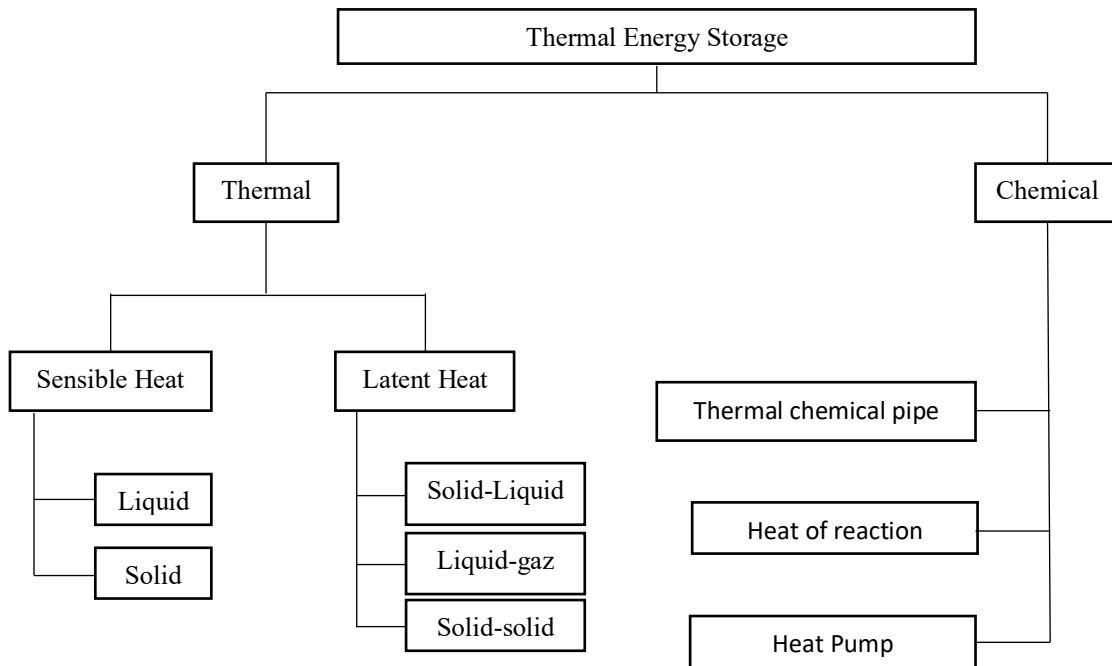 Thermal Energy Storage
Thermal
Chemical
Sensible Heat
Latent Heat
Thermal chemical pipe
Solid-Liquid
Liquid
Heat of reaction
Liquid-gaz
Solid
Solid-solid
Heat Pump